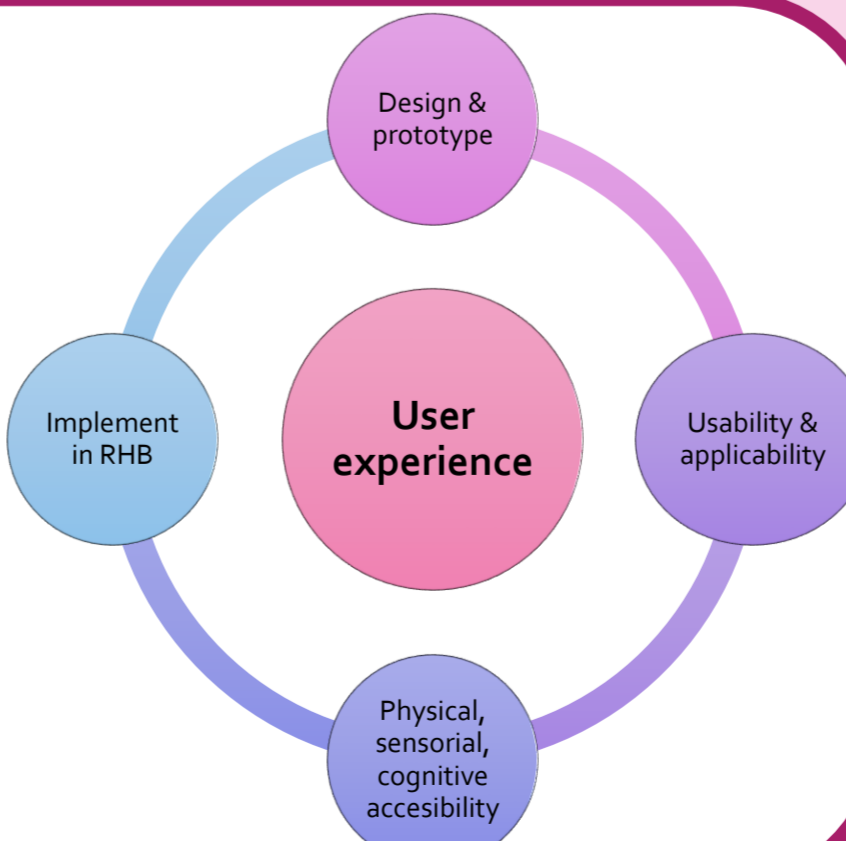 Design &
prototype
Implement
in RHB
User
experience
Usability &
applicability
Physical,
sensorial,
cognitive
accesibility